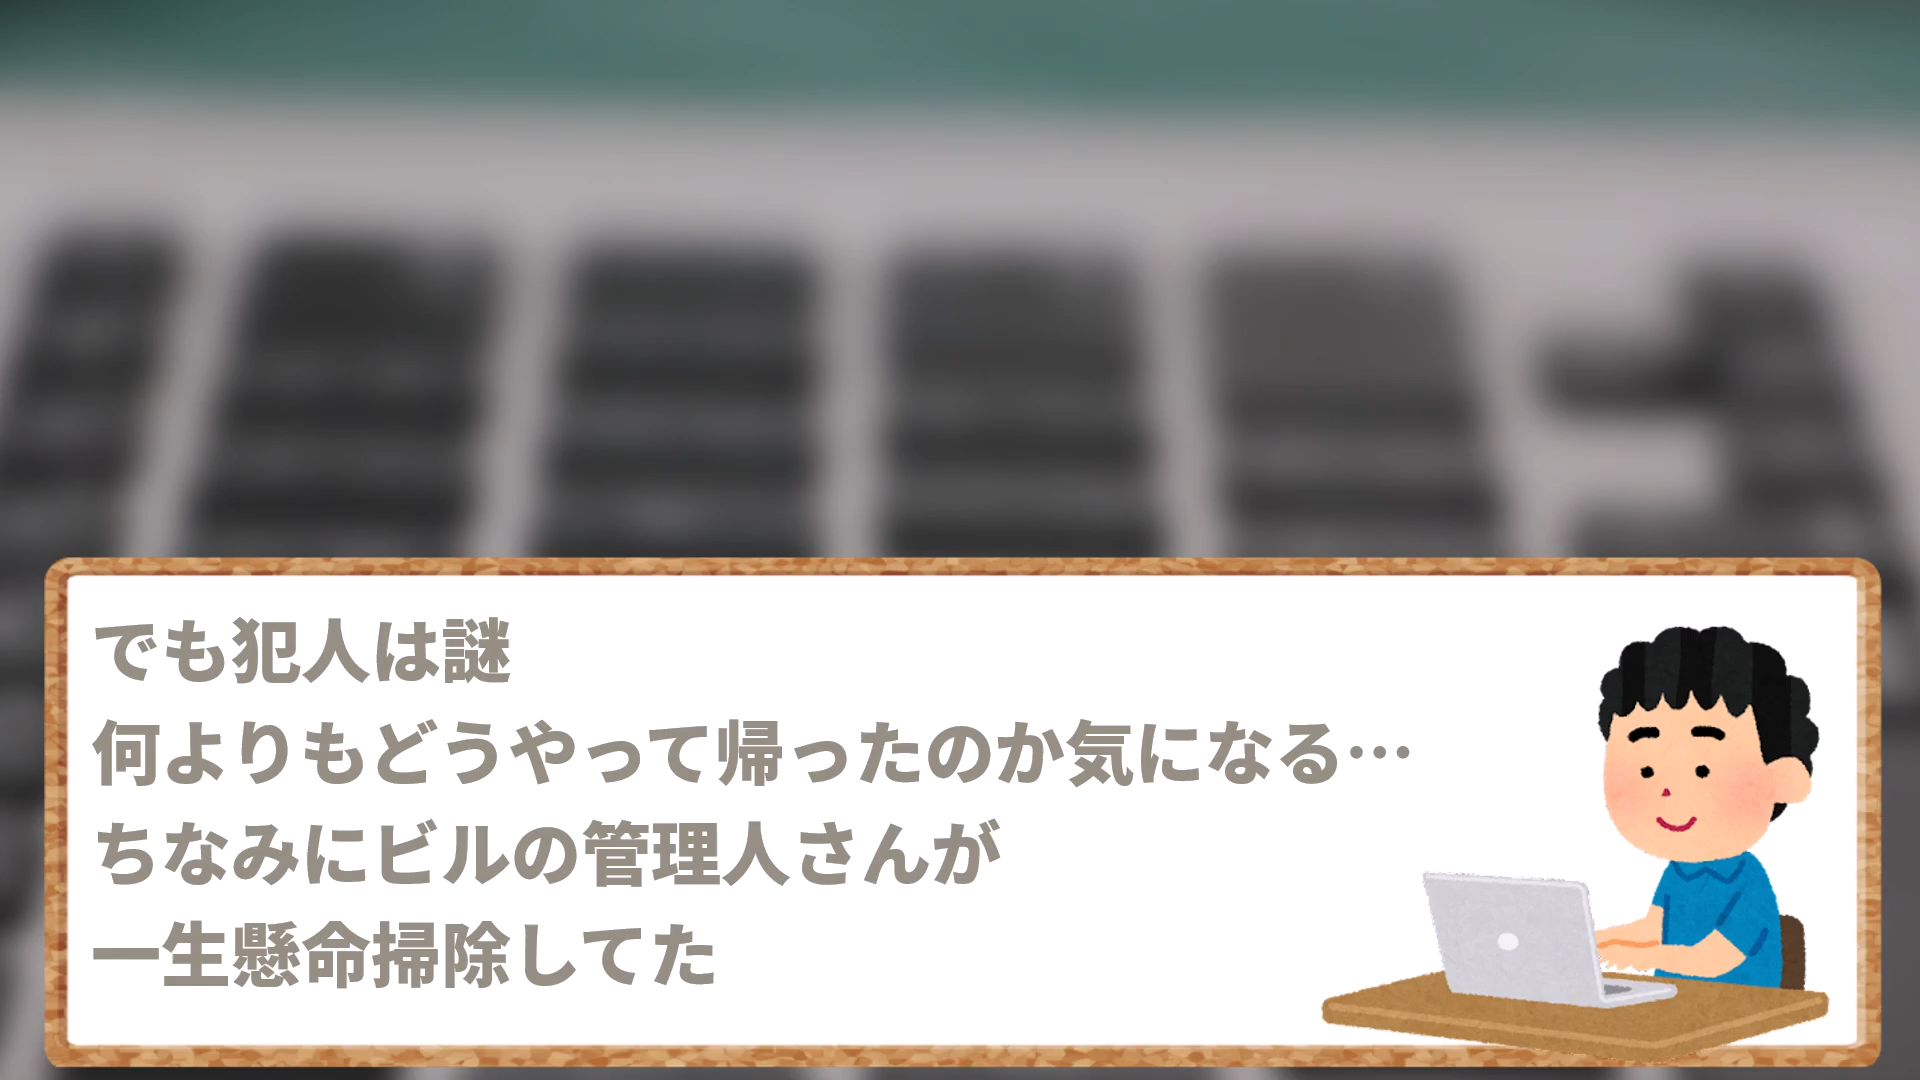 でも犯人は謎
何よりもどうやって帰ったのか気になる…
ちなみにビルの管理人さんが
一生懸命掃除してた